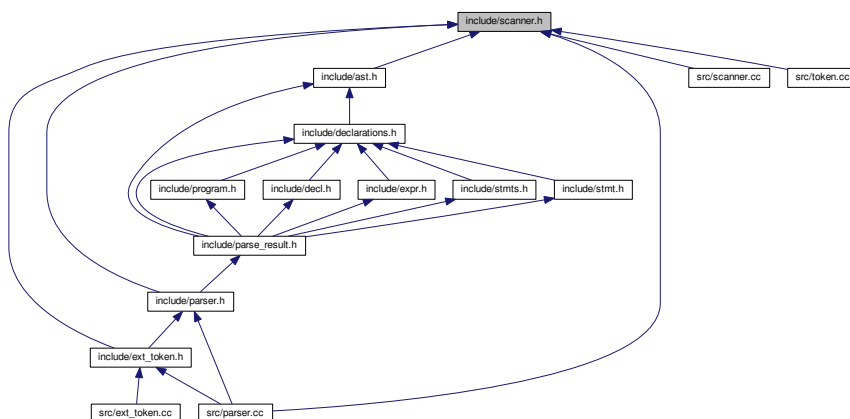 include/scanner.h
include/ast.h
src/scanner.cc
src/token.cc
include/declarations.h
include/program.h
include/decl.h
include/expr.h
include/stmts.h
include/stmt.h
include/parse_result.h
include/parser.h
include/ext_token.h
src/ext_token.cc
src/parser.cc